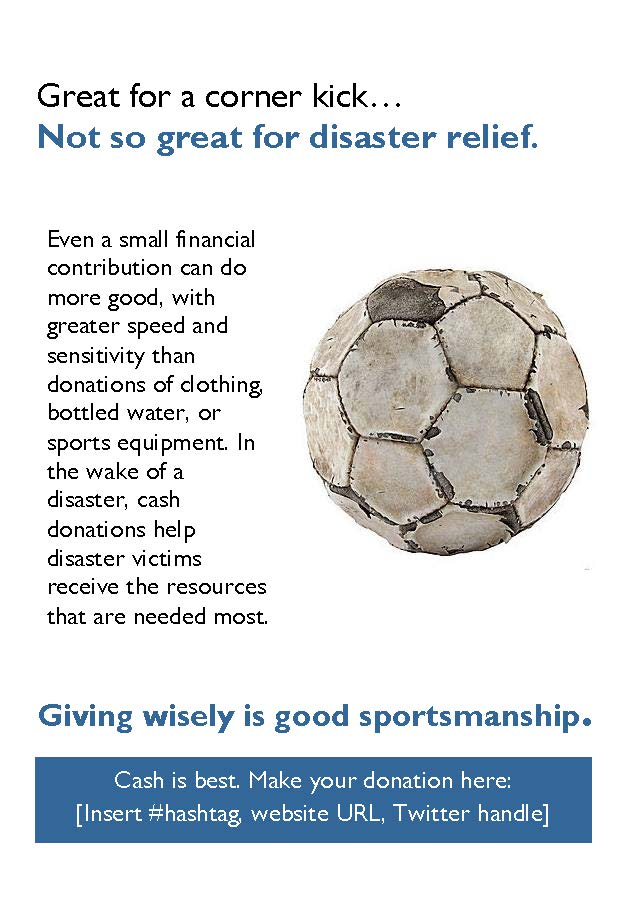 Great for a corner kick…
Not so great for disaster relief.
Even a small financial
contribution can do
more good, with
greater speed and
sensitivity than
donations of clothing,
bottled water, or
sports equipment. In
the wake of a
disaster, cash
donations help
disaster victims
receive the resources
that are needed most.
Giving wisely is good sportsmanship.
Cash is best. Make your donation here:
[Insert #hashtag, website URL, Twitter handle]